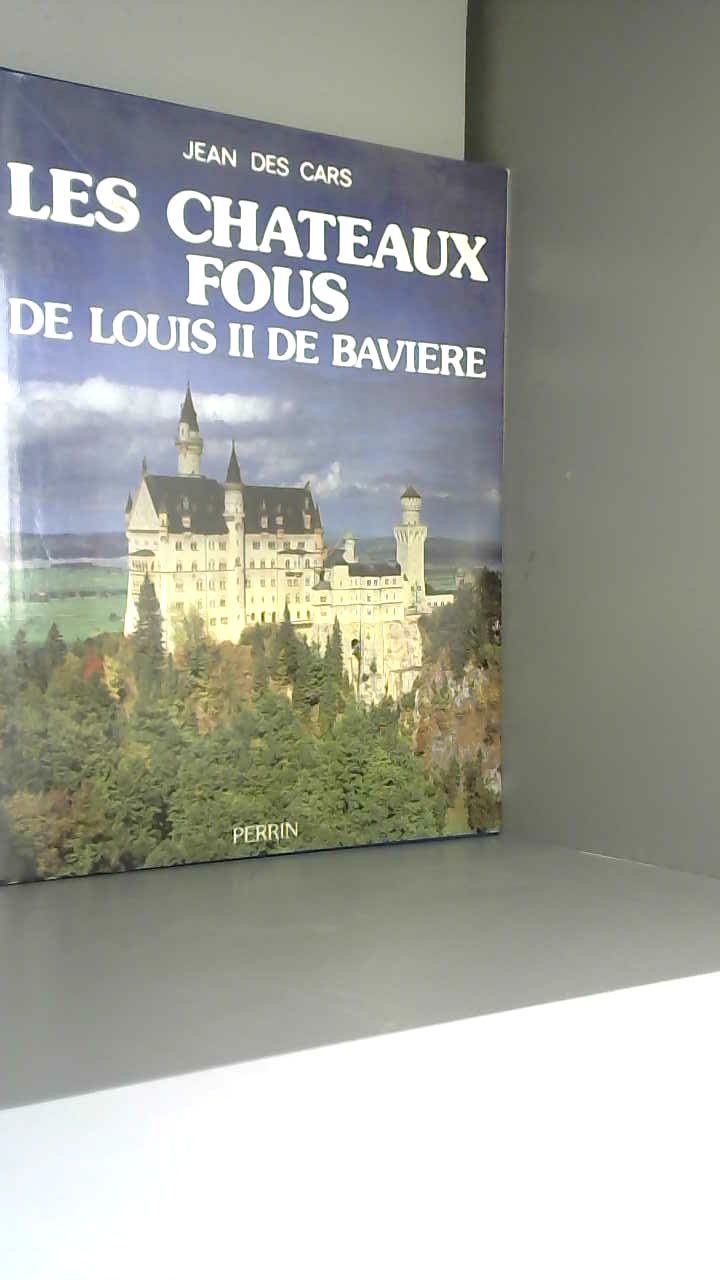 JEAN DES CARS
LES CHATEAUX
FOUS
DE LOUIS II DE BAVIERE
PERRIN